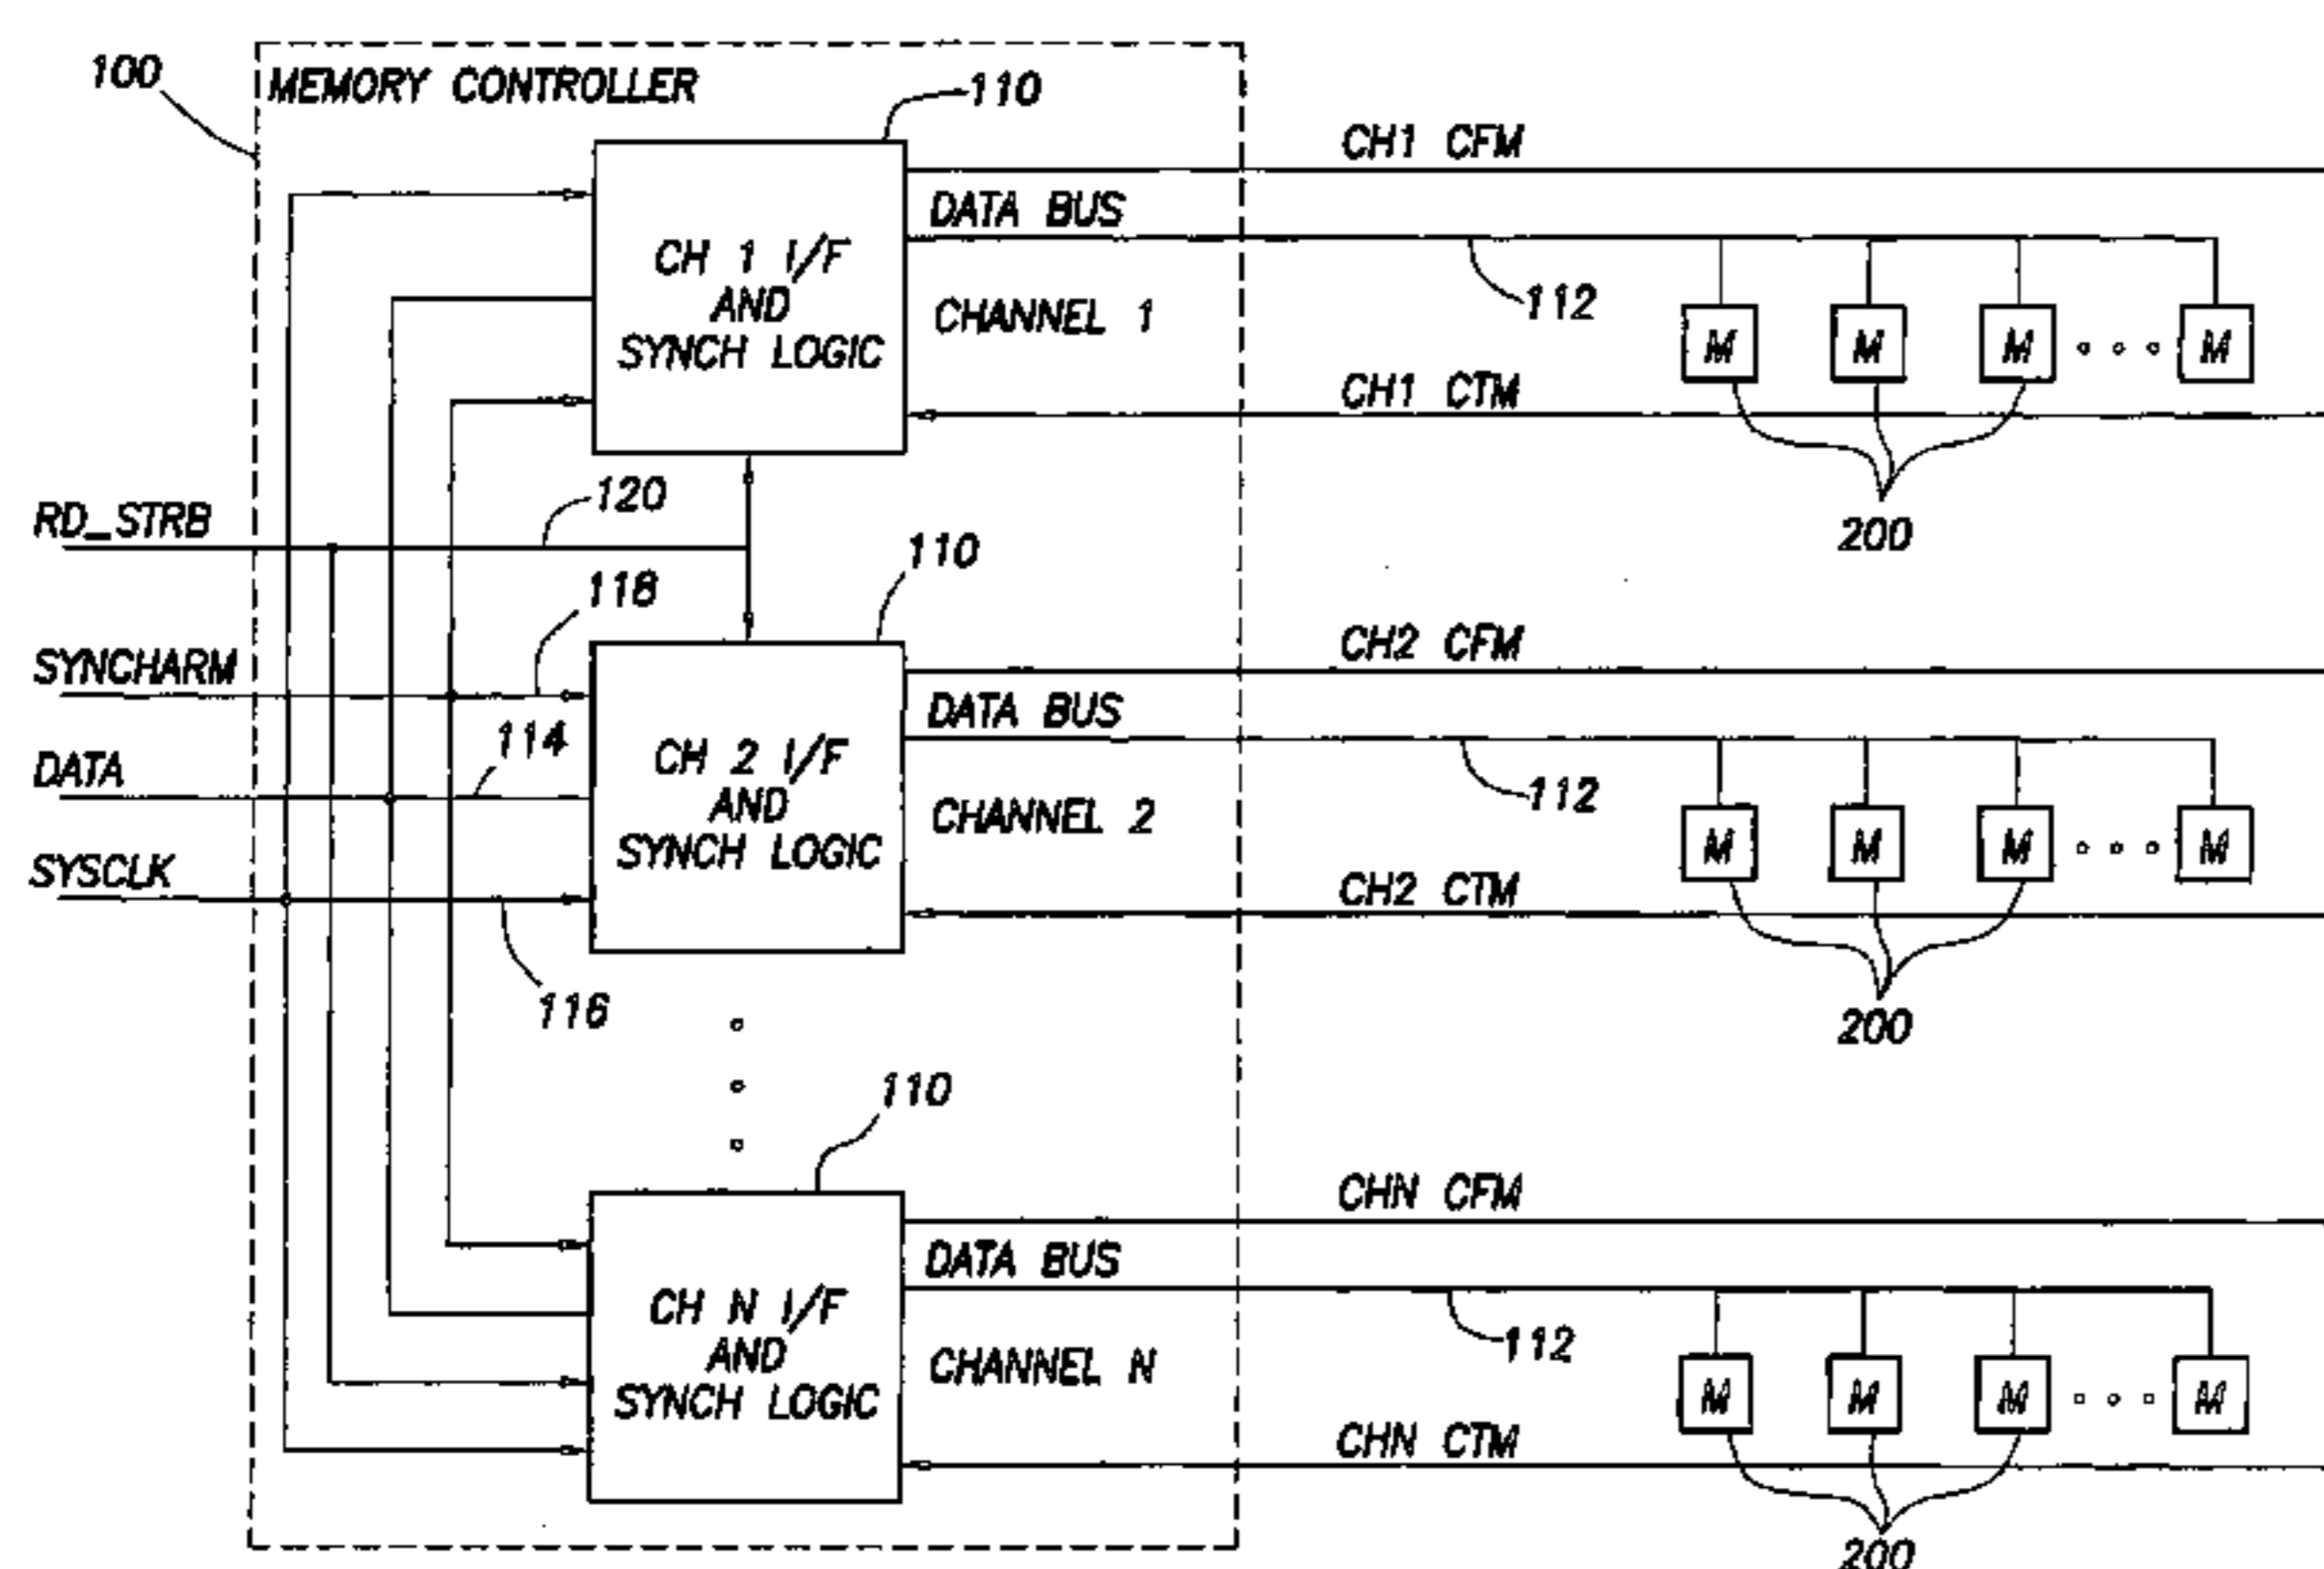 100
MEMORY CONTROLLER
110
CH1 CFM
DATA BUS
CH 1 I/F
AND
SYNCH LOGIC
CHANNEL 1
112
M M M M
CH1 CTM
200
RD_STRB
120
110
118
SYNCHARM
CH2 CFM
DATA BUS
114
DATA
CH 2 I/F
AND
SYNCH LOGIC
CHANNEL 2
112
M M M M
SYSCLK
CH2 CTM
116
200
110
CHN CFM
DATA BUS
CH N I/F
AND
SYNCH LOGIC
CHANNEL N
112
M M M M
CHN CTM
200